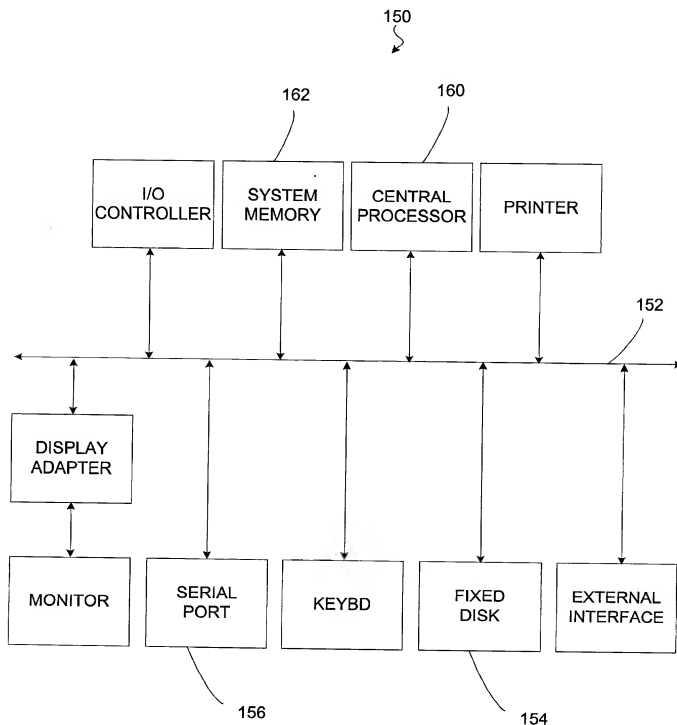 150
162
160
I/O
CONTROLLER
SYSTEM
MEMORY
CENTRAL
PROCESSOR
PRINTER
152
DISPLAY
ADAPTER
MONITOR
SERIAL
PORT
KEYBD
FIXED
DISK
EXTERNAL
INTERFACE
156
154